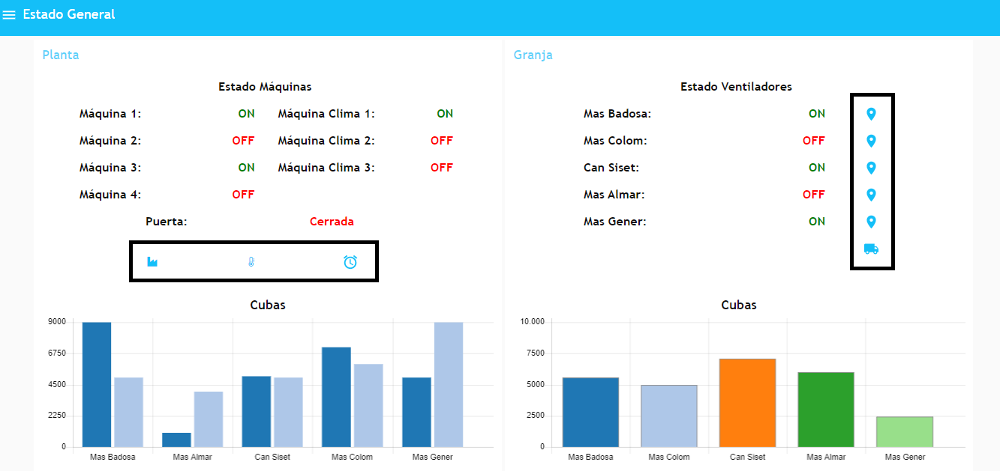 Estado General
Planta
Estado Máquinas
Máquina 1: ON Máquina Clima 1: ON
Máquina 2: OFF Máquina Clima 2: OFF
Máquina 3: ON Máquina Clima 3: OFF
Máquina 4: OFF
Puerta: Cerrada
Cubas
9000
6750
4500
2250
0
Mas Badosa Mas Almar Can Siset Mas Colom Mas Gener
Granja
Estado Ventiladores
Mas Badosa: ON
Mas Colom: OFF
Can Siset: ON
Mas Almar: OFF
Mas Gener: ON
Cubas
10.000
7500
5000
2500
0
Mas Badosa Mas Colom Can Siset Mas Almar Mas Gener